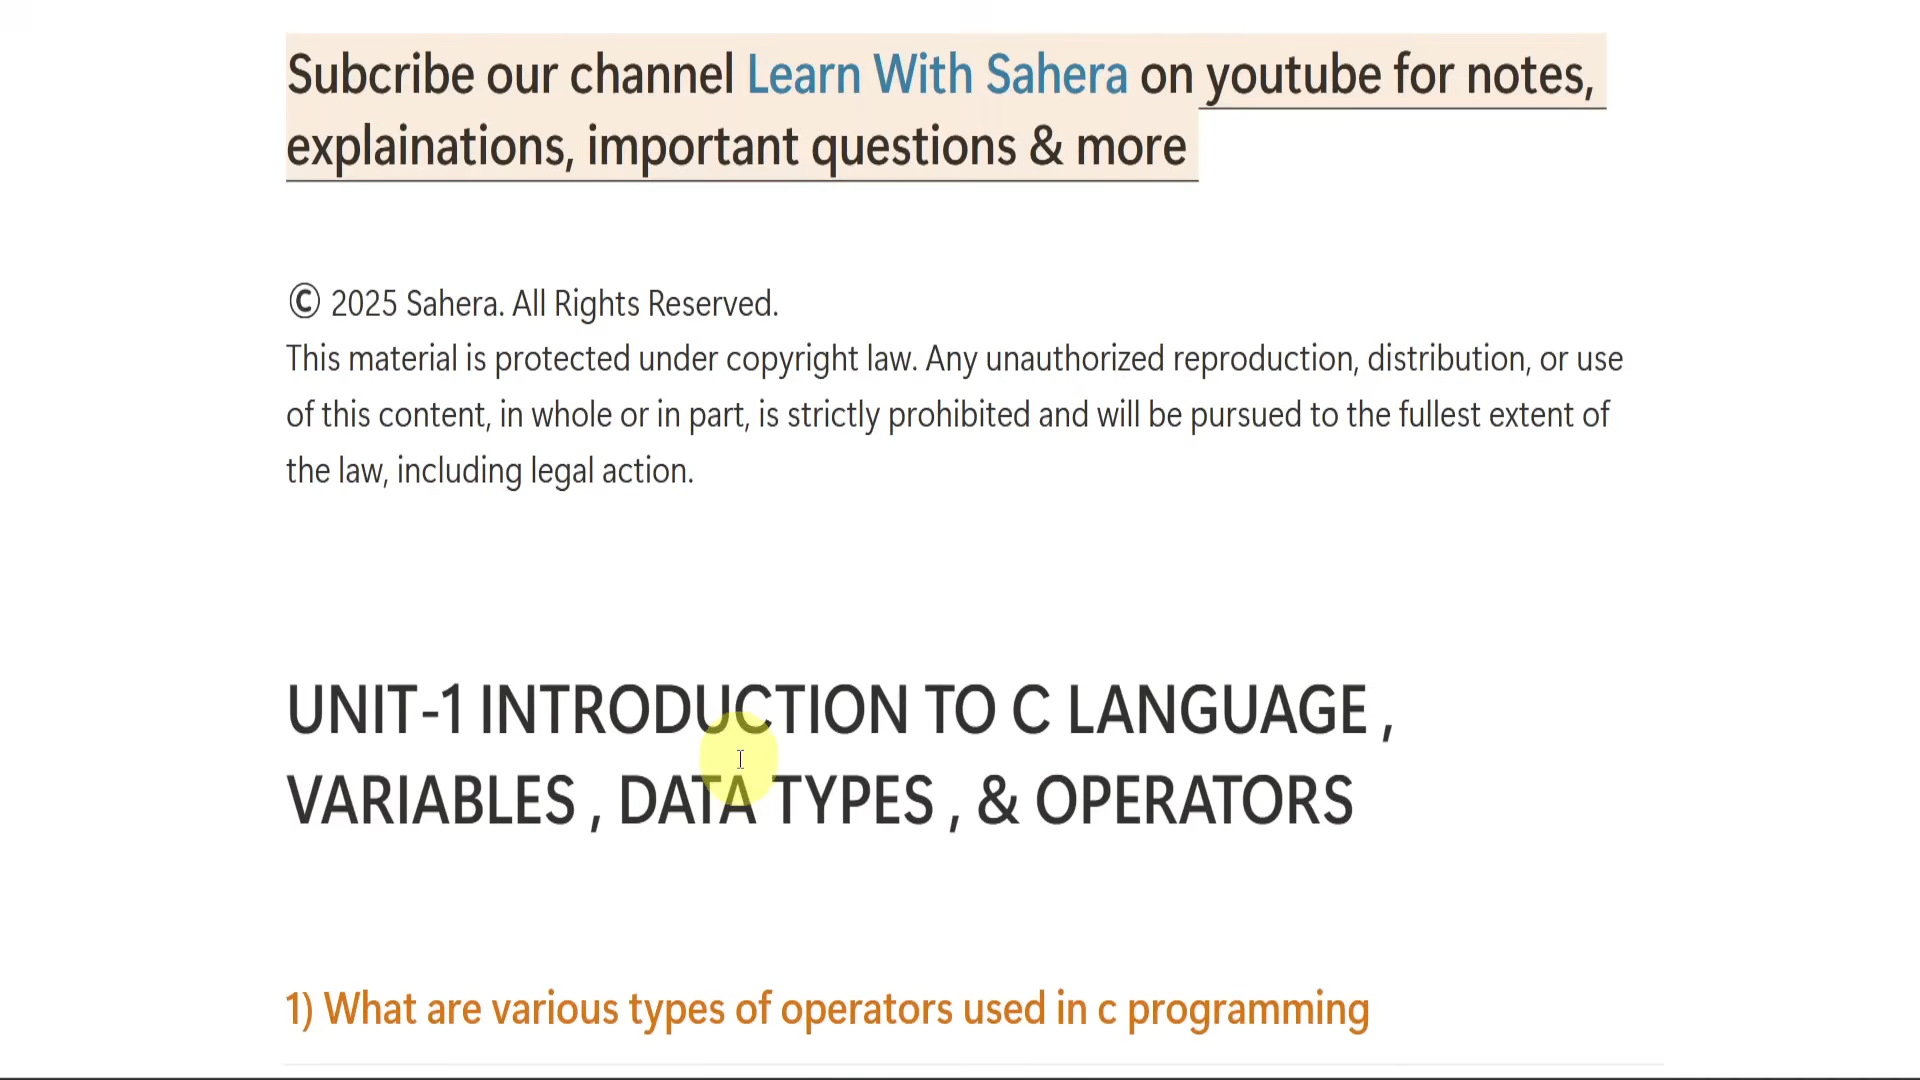 Subcribe our channel Learn With Sahera on youtube for notes,
explainations, important questions & more
© 2025 Sahera. All Rights Reserved.
This material is protected under copyright law. Any unauthorized reproduction, distribution, or use
of this content, in whole or in part, is strictly prohibited and will be pursued to the fullest extent of
the law, including legal action.
UNIT-1 INTRODUCTION TO C LANGUAGE ,
VARIABLES , DATA TYPES , & OPERATORS
1) What are various types of operators used in c programming